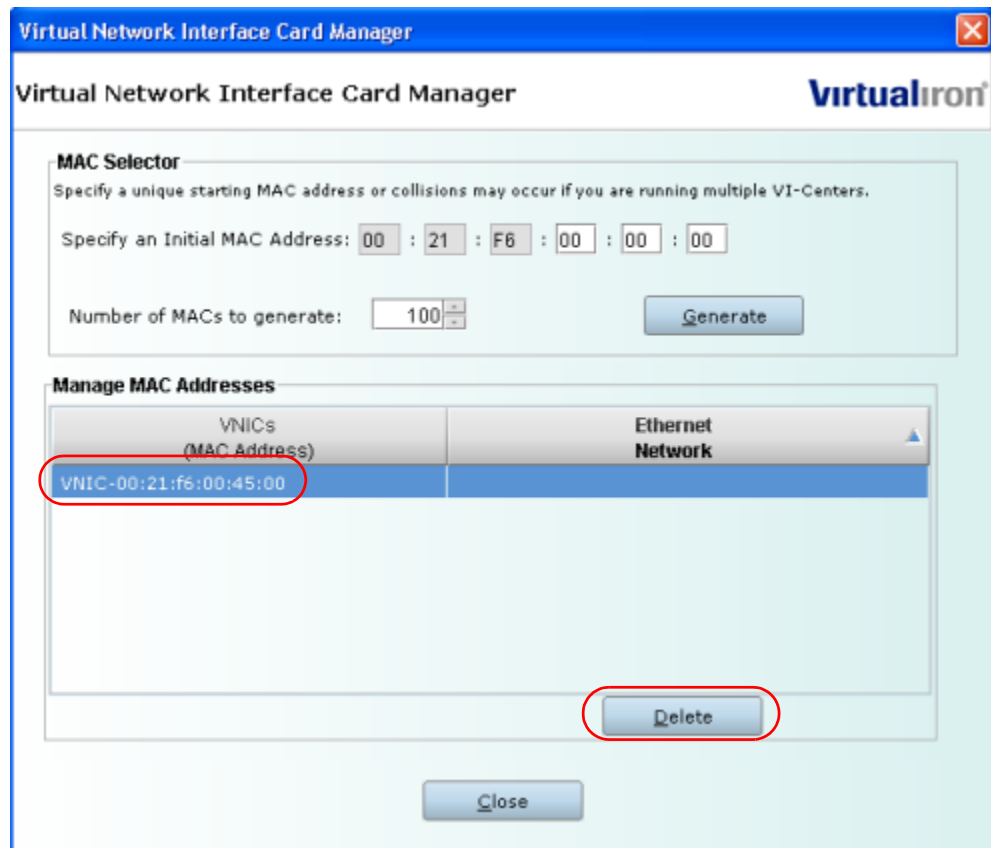 Virtual Network Interface Card Manager
Virtual Network Interface Card Manager
Virtualiron
MAC Selector
Specify a unique starting MAC address or collisions may occur if you are running multiple VI-Centers.
Specify an Initial MAC Address: 00 : 21 : F6 : 00 : 00 : 00
Number of MACs to generate: 100
Generate
Manage MAC Addresses
VNICs
(MAC Address)
Ethernet
Network
VNIC-00:21:f6:00:45:00
Delete
Close